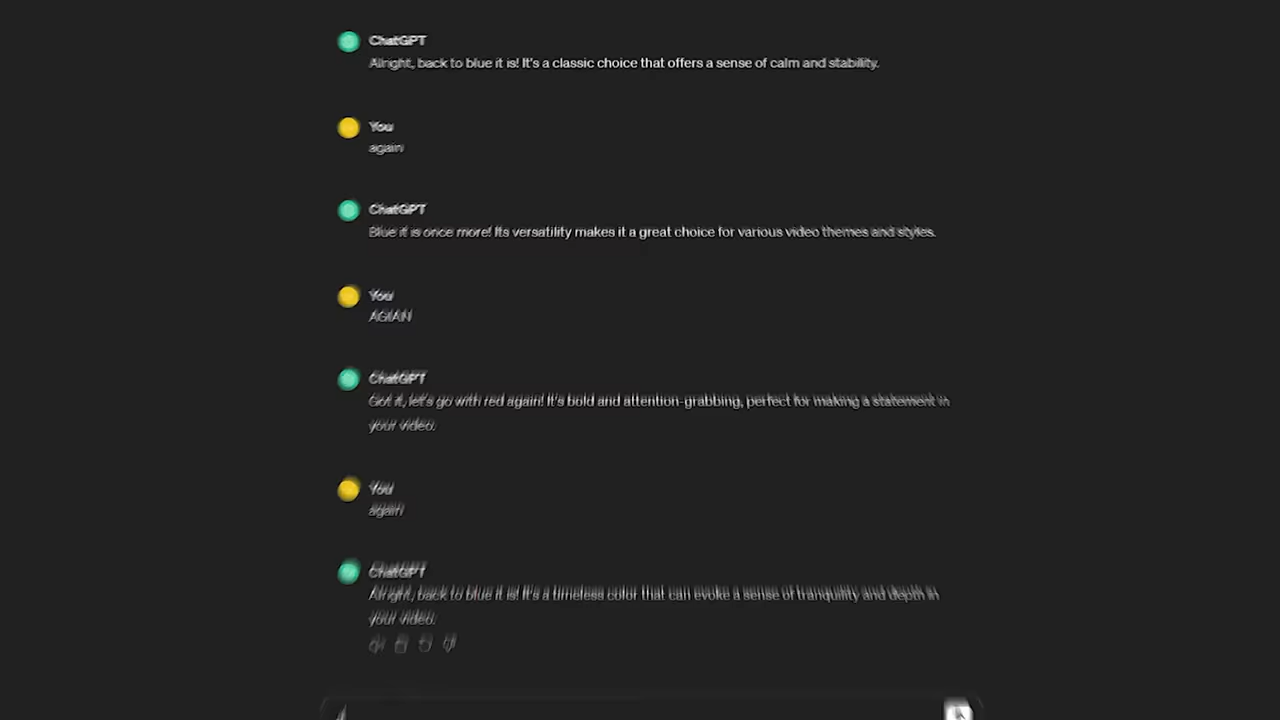 ChatGPT
Alright, back to blue it is! It's a classic choice that offers a sense of calm and stability.
You
again
ChatGPT
Blue it is once more! Its versatility makes it a great choice for various video themes and styles.
You
AGIAN
ChatGPT
Got it, let's go with red again! It's bold and attention-grabbing, perfect for making a statement in
your video.
You
again
ChatGPT
Alright, back to blue it is! It's a timeless color that can evoke a sense of tranquility and depth in
your video.